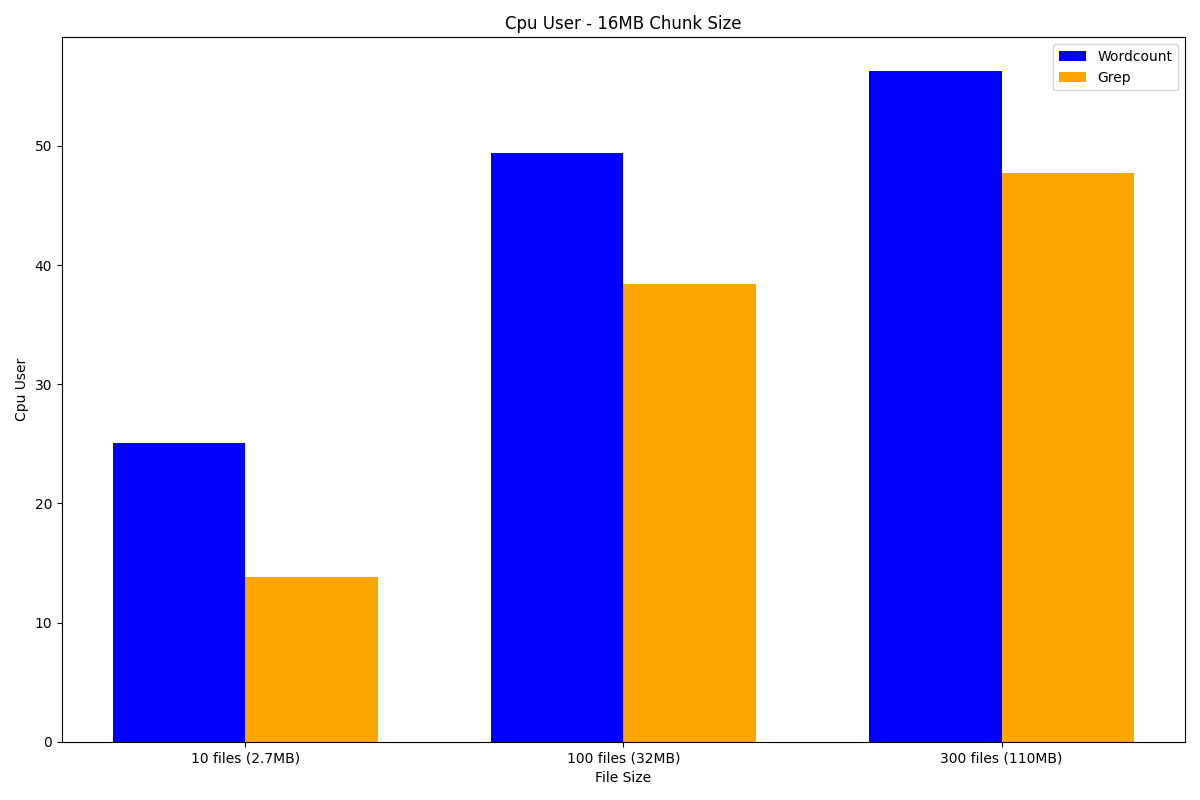 Cpu User - 16MB Chunk Size
Wordcount
Grep
Cpu User
50
40
30
20
10
0
10 files (2.7MB)
100 files (32MB)
300 files (110MB)
File Size